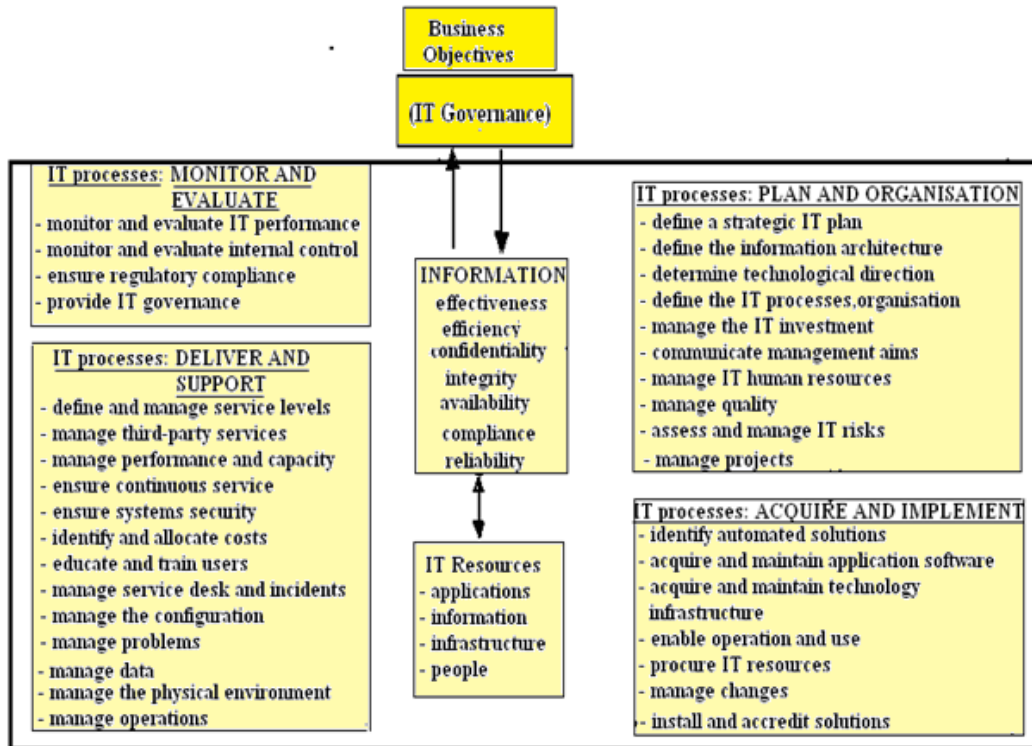 Business
Objectives
(IT Governance)
IT processes: MONITOR AND
EVALUATE
- monitor and evaluate IT performance
- monitor and evaluate internal control
- ensure regulatory compliance
- provide IT governance
IT processes: DELIVER AND
SUPPORT
- define and manage service levels
- manage third-party services
- manage performance and capacity
- ensure continuous service
- ensure systems security
- identify and allocate costs
- educate and train users
- manage service desk and incidents
- manage the configuration
- manage problems
- manage data
- manage the physical environment
- manage operations
INFORMATION
effectiveness
efficiency
confidentiality
integrity
availability
compliance
reliability
IT Resources
- applications
- information
- infrastructure
- people
IT processes: PLAN AND ORGANISATION
- define a strategic IT plan
- define the information architecture
- determine technological direction
- define the IT processes,organisation
- manage the IT investment
- communicate management aims
- manage IT human resources
- manage quality
- assess and manage IT risks
- manage projects
IT processes: ACQUIRE AND IMPLEMENT
- identify automated solutions
- acquire and maintain application software
- acquire and maintain technology
infrastructure
- enable operation and use
- procure IT resources
- manage changes
- install and accredit solutions